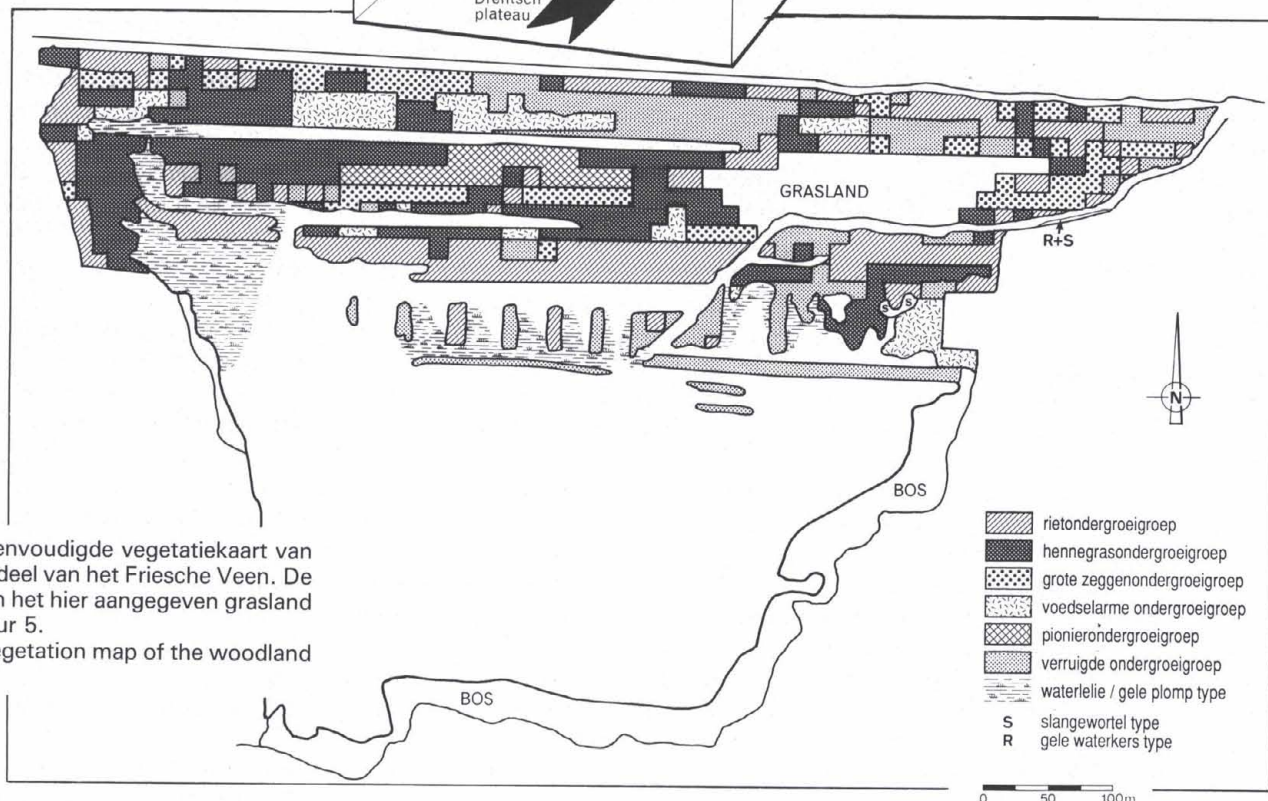 Drentsch
plateau
GRASLAND
R+S
S
S
N
BOS
BOS
envoudigde vegetatiekaart van
deel van het Friesche Veen. De
het hier aangegeven grasland
ur 5.
egetation map of the woodland
rietondergroeigroep
hennegrasondergroeigroep
grote zeggenondergroeigroep
voedselarme ondergroeigroep
pionierondergroeigroep
verruigde ondergroeigroep
waterlelie / gele plomp type
S slangewortel type
R gele waterkers type
0 50 100m